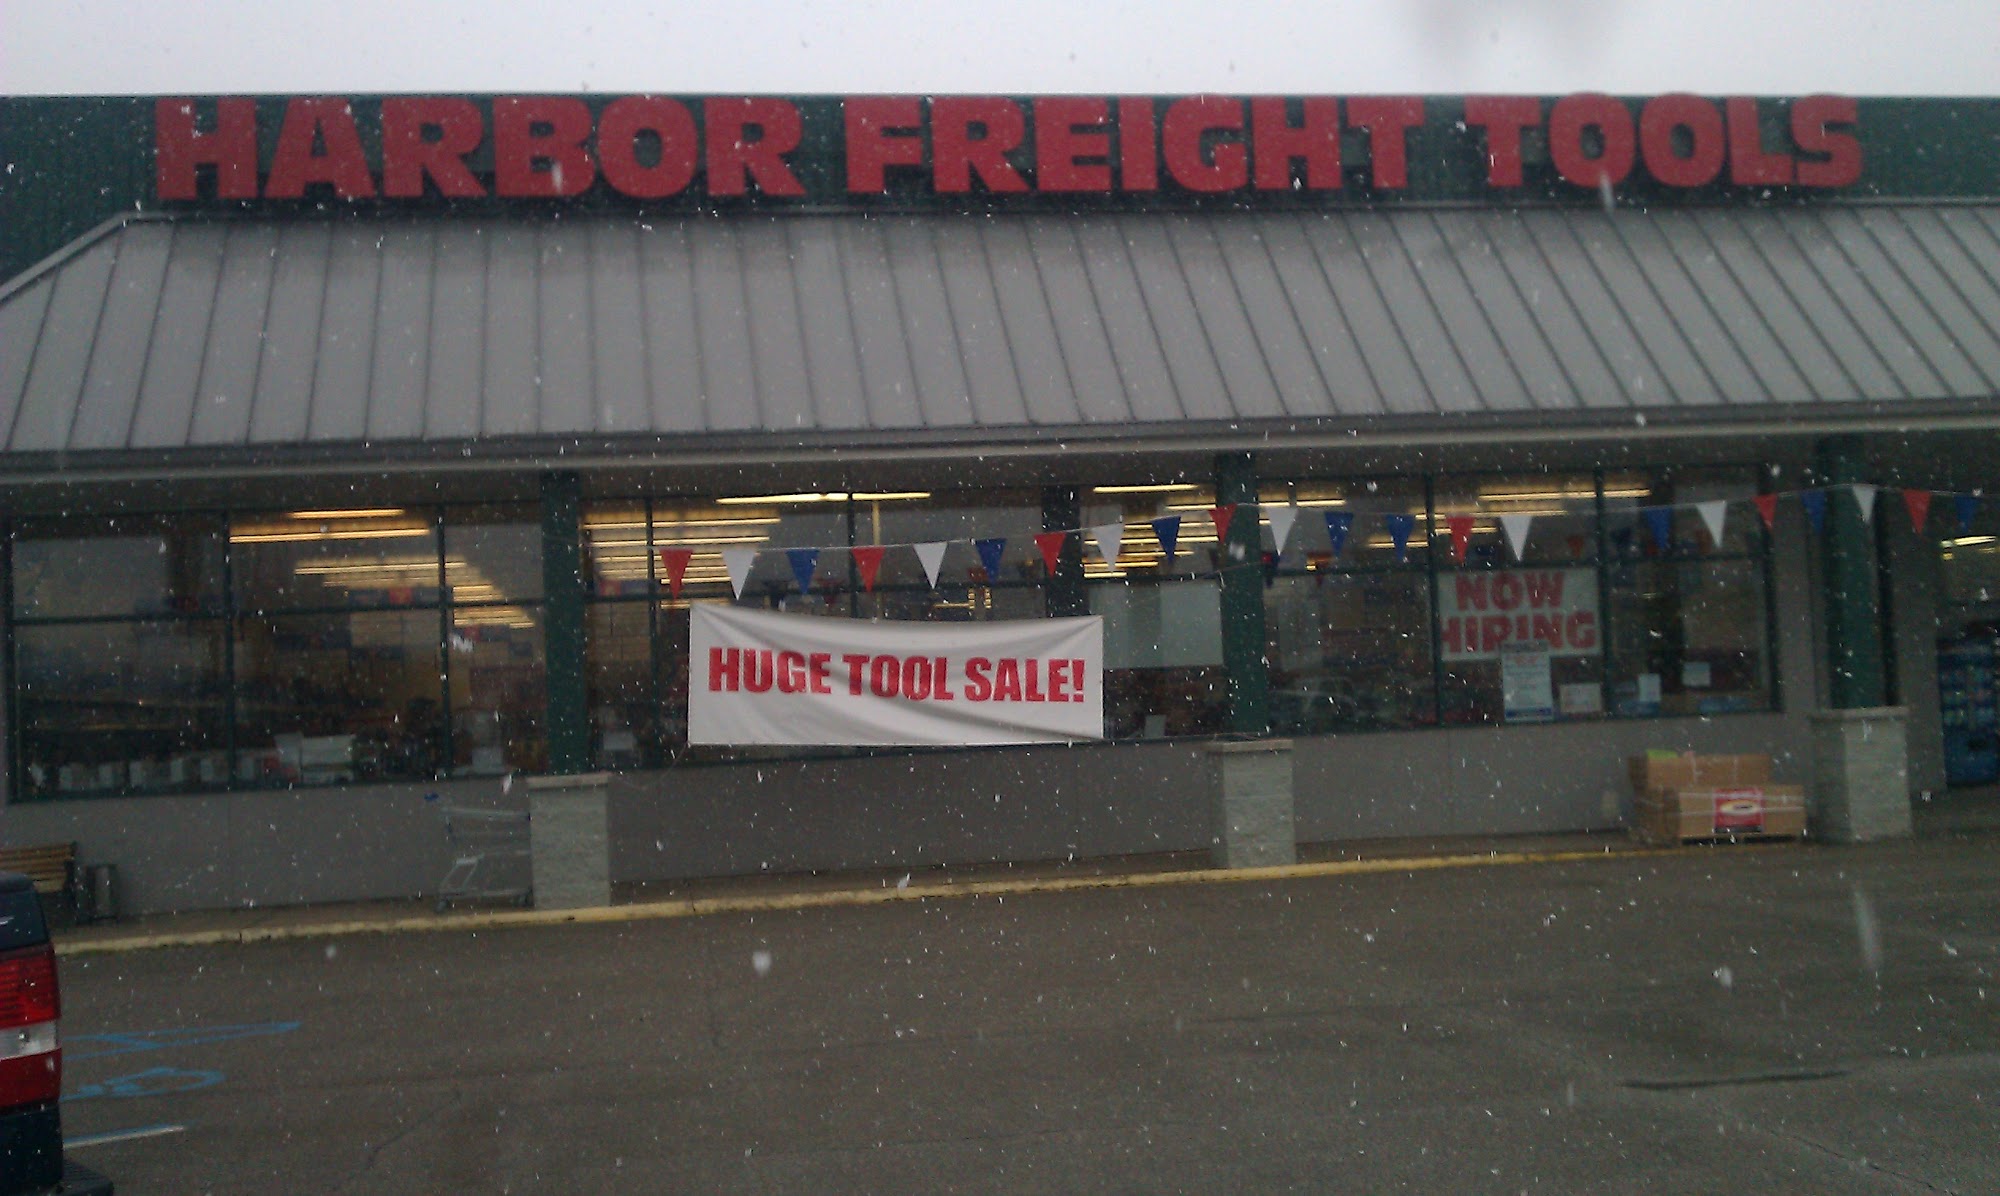 HARBOR FREIGHT TOOLS
HUGE TOOL SALE!
NOW
HIRING